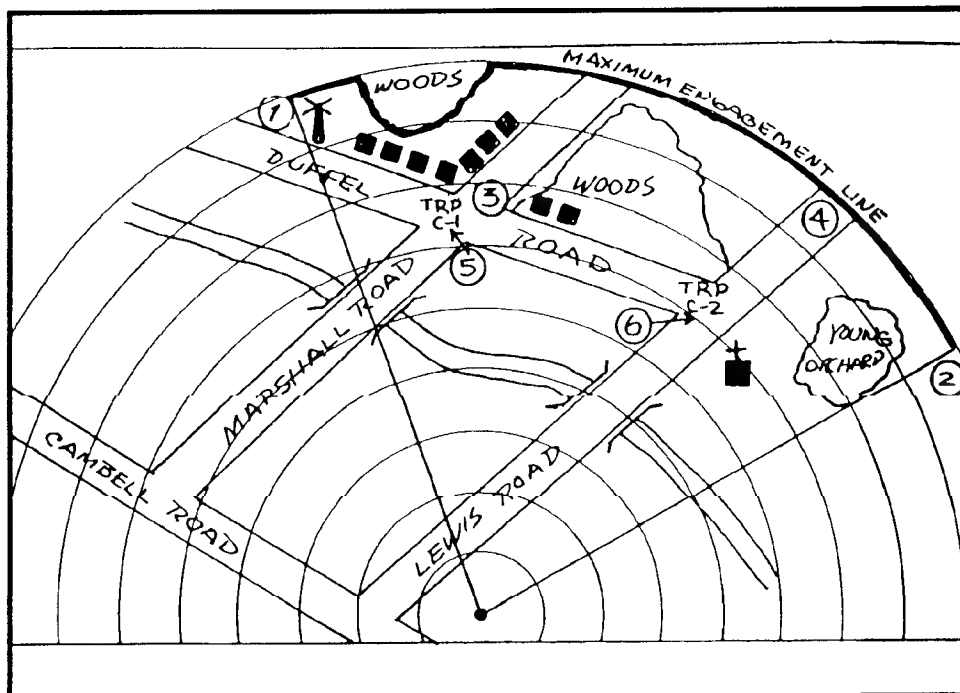 MAXIMUM ENGAGEMENT LINE
WOODS
1
DUFFEL
3
WOODS
TRP
C-1
4
ROAD
5
TRP
C-2
6
MARSHALL ROAD
YOUNG
ORCHARD
2
CAMBELL ROAD
LEWIS ROAD